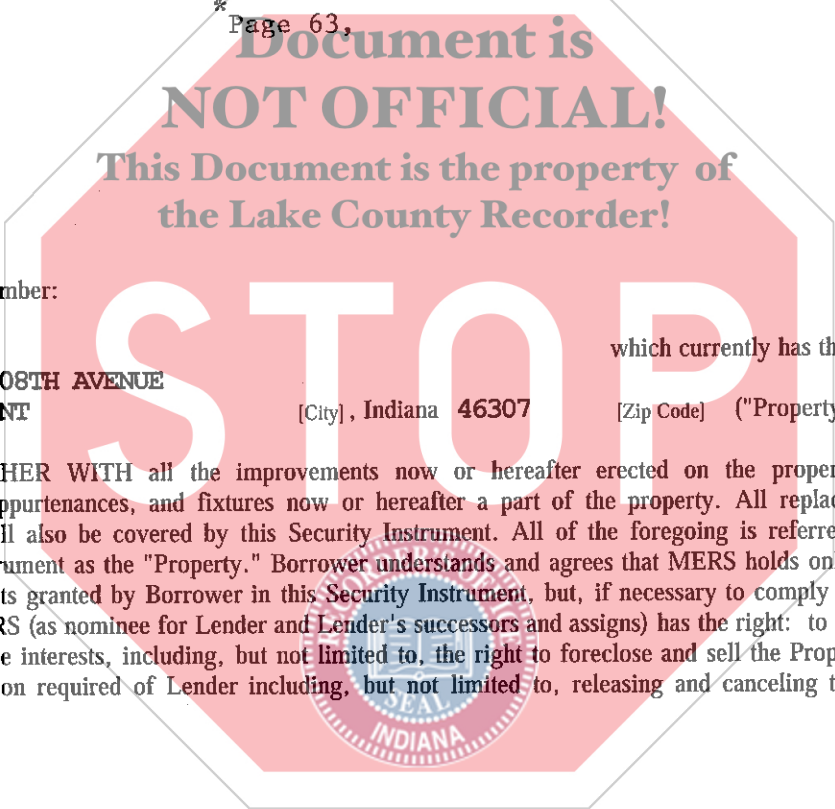 *
Page 63,
Document is
NOT OFFICIAL!
This Document is the property of
the Lake County Recorder!
mber:
STOP
which currently has th
08TH AVENUE
NT [City] , Indiana 46307 [Zip Code] ("Property
HER WITH all the improvements now or hereafter erected on the proper
ppurtenances, and fixtures now or hereafter a part of the property. All replac
ll also be covered by this Security Instrument. All of the foregoing is referre
rument as the "Property." Borrower understands and agrees that MERS holds on
ts granted by Borrower in this Security Instrument, but, if necessary to comply
RS (as nominee for Lender and Lender's successors and assigns) has the right: to
e interests, including, but not limited to, the right to foreclose and sell the Prop
on required of Lender including, but not limited to, releasing and canceling t
RECORDER'S OFFICE
SEAL
INDIANA